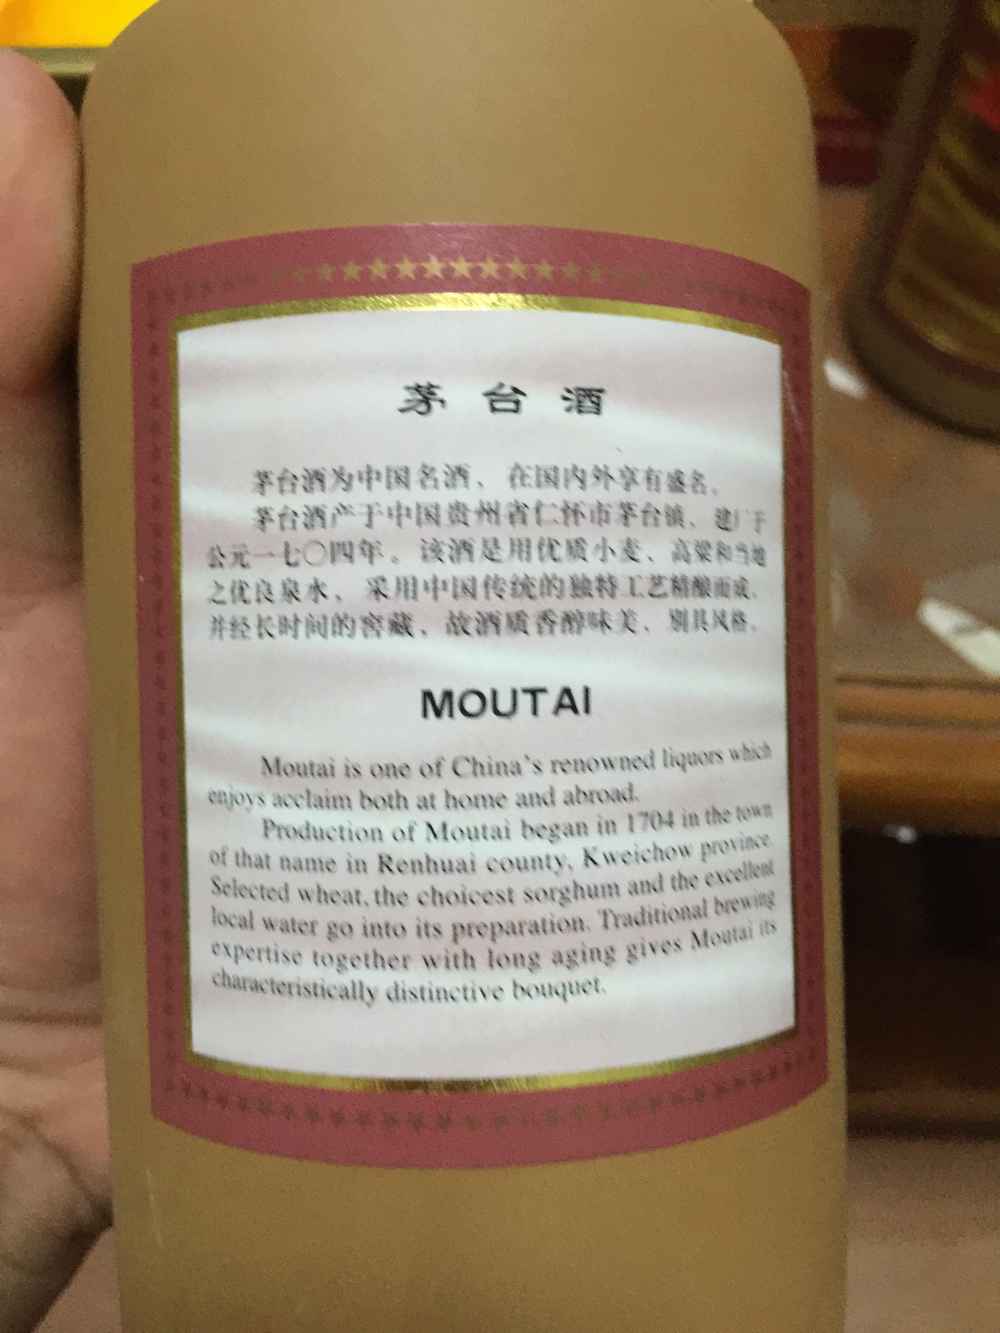 茅台酒
茅台酒为中国名酒、在国内外享有盛名。
茅台酒产于中国贵州省仁怀市茅台镇、建厂于
公元一七〇四年。该酒是用优质小麦、高粱和当地
之优良泉水、采用中国传统的独特工艺精酿而成、
并经长时间的窖藏、故酒质香醇味美、别具风格。
MOUTAI
Moutai is one of China's renowned liquors which
enjoys acclaim both at home and abroad.
Production of Moutai began in 1704 in the town
of that name in Renhuai county, Kweichow province.
Selected wheat, the choicest sorghum and the excellent
local water go into its preparation. Traditional brewing
expertise together with long aging gives Moutai its
characteristically distinctive bouquet.